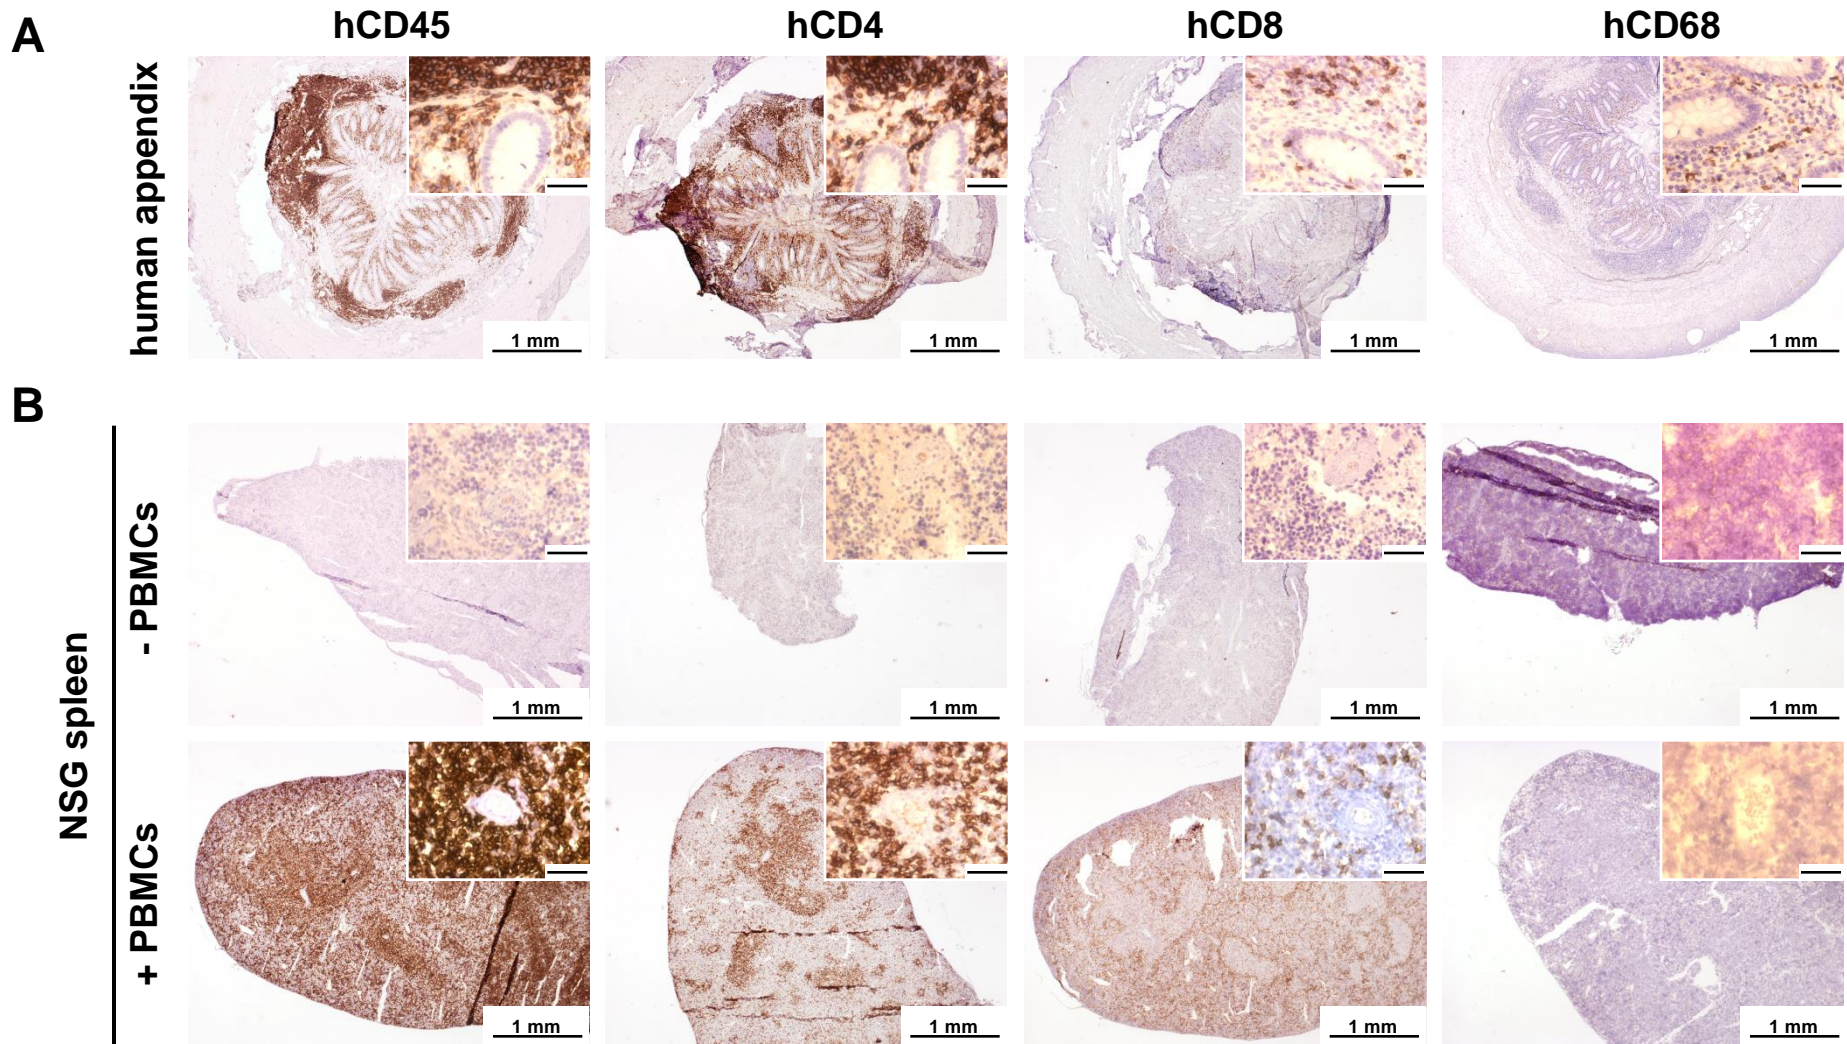 A
hCD45
hCD4
hCD8
hCD68
human appendix
1 mm
1 mm
1 mm
1 mm
B
NSG spleen
- PBMCs
1 mm
1 mm
1 mm
1 mm
+ PBMCs
1 mm
1 mm
1 mm
1 mm